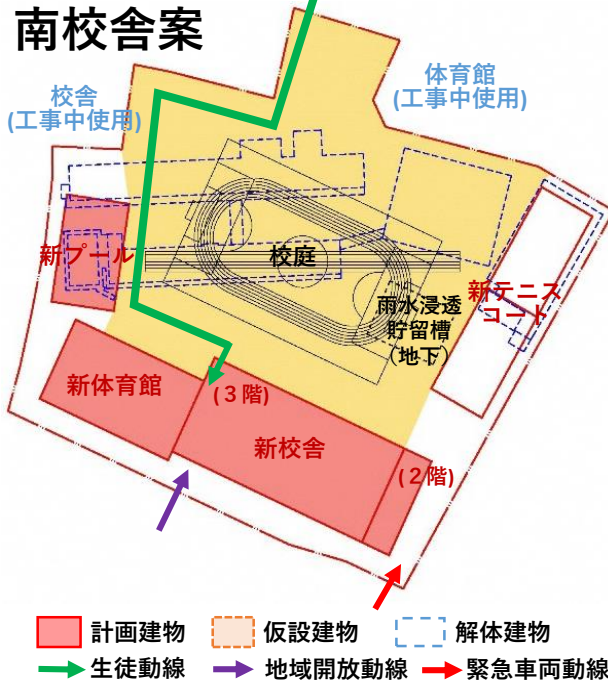 南校舎案
校舎
(工事中使用)
体育館
(工事中使用)
新プール
校庭
雨水浸透
貯留槽
(地下)
新テニス
コート
新体育館
(3階)
新校舎
(2階)
計画建物
仮設建物
解体建物
生徒動線
地域開放動線
緊急車両動線